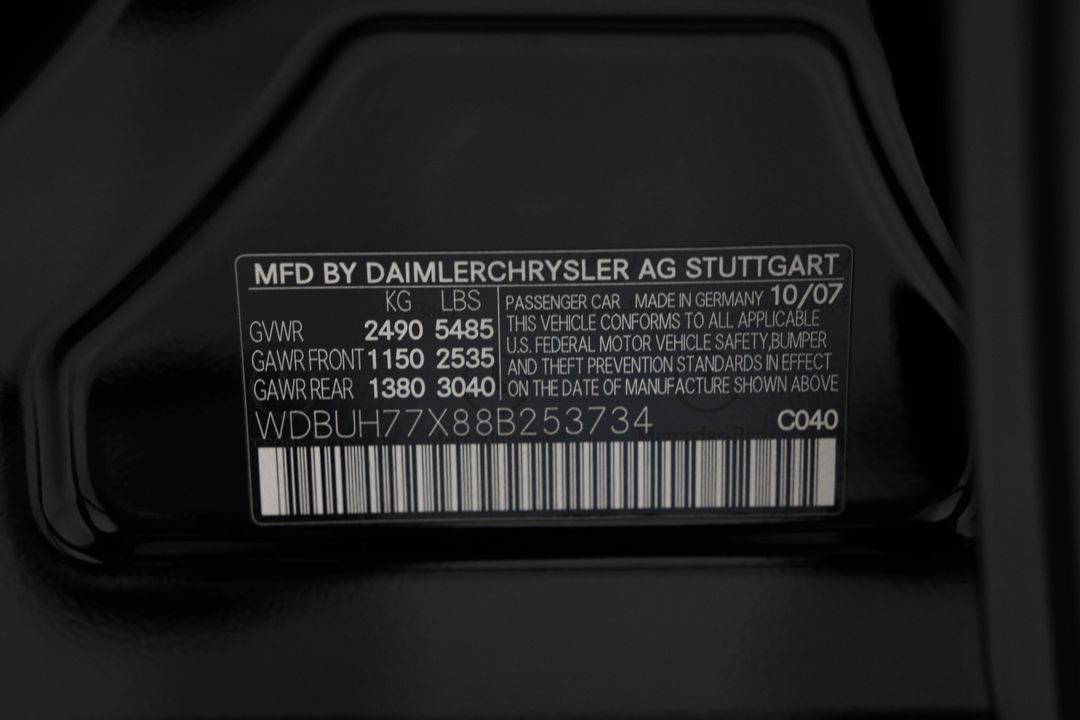 MFD BY DAIMLERCHRYSLER AG STUTTGART
KG LBS
GVWR 2490 5485
GAWR FRONT 1150 2535
GAWR REAR 1380 3040
PASSENGER CAR MADE IN GERMANY 10/07
THIS VEHICLE CONFORMS TO ALL APPLICABLE
U.S. FEDERAL MOTOR VEHICLE SAFETY,BUMPER
AND THEFT PREVENTION STANDARDS IN EFFECT
ON THE DATE OF MANUFACTURE SHOWN ABOVE
WDBUH77X88B253734 C040